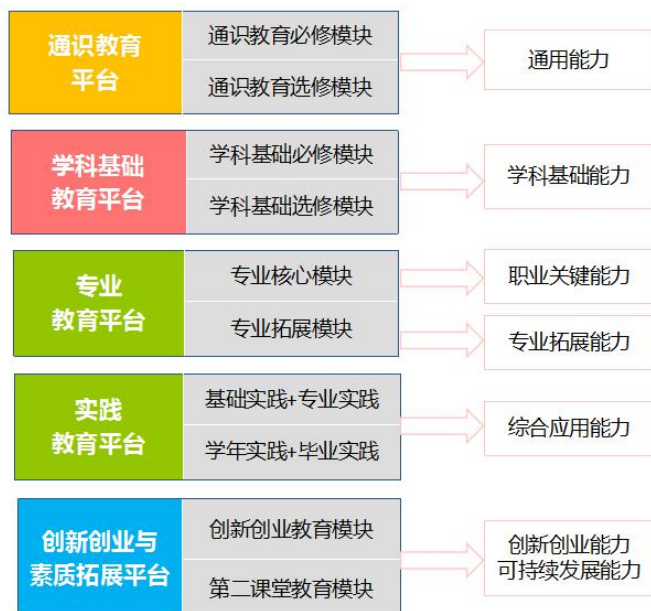 通识教育
平台
通识教育必修模块
通识教育选修模块
通用能力
学科基础
教育平台
学科基础必修模块
学科基础选修模块
学科基础能力
专业
教育平台
专业核心模块
专业拓展模块
职业关键能力
专业拓展能力
实践
教育平台
基础实践+专业实践
学年实践+毕业实践
综合应用能力
创新创业与
素质拓展平台
创新创业教育模块
第二课堂教育模块
创新创业能力
可持续发展能力